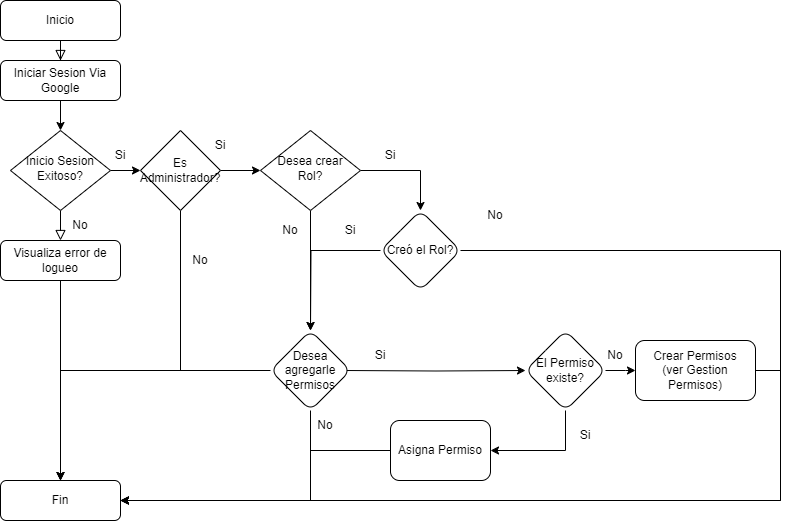 Inicio
Iniciar Sesion Via
Google
Inicio Sesion
Exitoso?
Si
Es
Administrador?
Si
Desea crear
Rol?
Si
No
Visualiza error de
logueo
No
No
Si
Creó el Rol?
No
Desea
agregarle
Permisos
Si
El Permiso
existe?
No
Crear Permisos
(ver Gestion
Permisos)
No
Asigna Permiso
Si
Fin